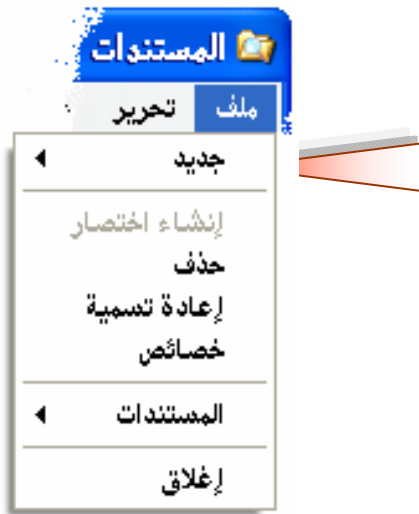 المستندات
ملف تحرير
جديد
إنشاء اختصار
حذف
إعادة تسمية
خصائص
المستندات
إغلاق